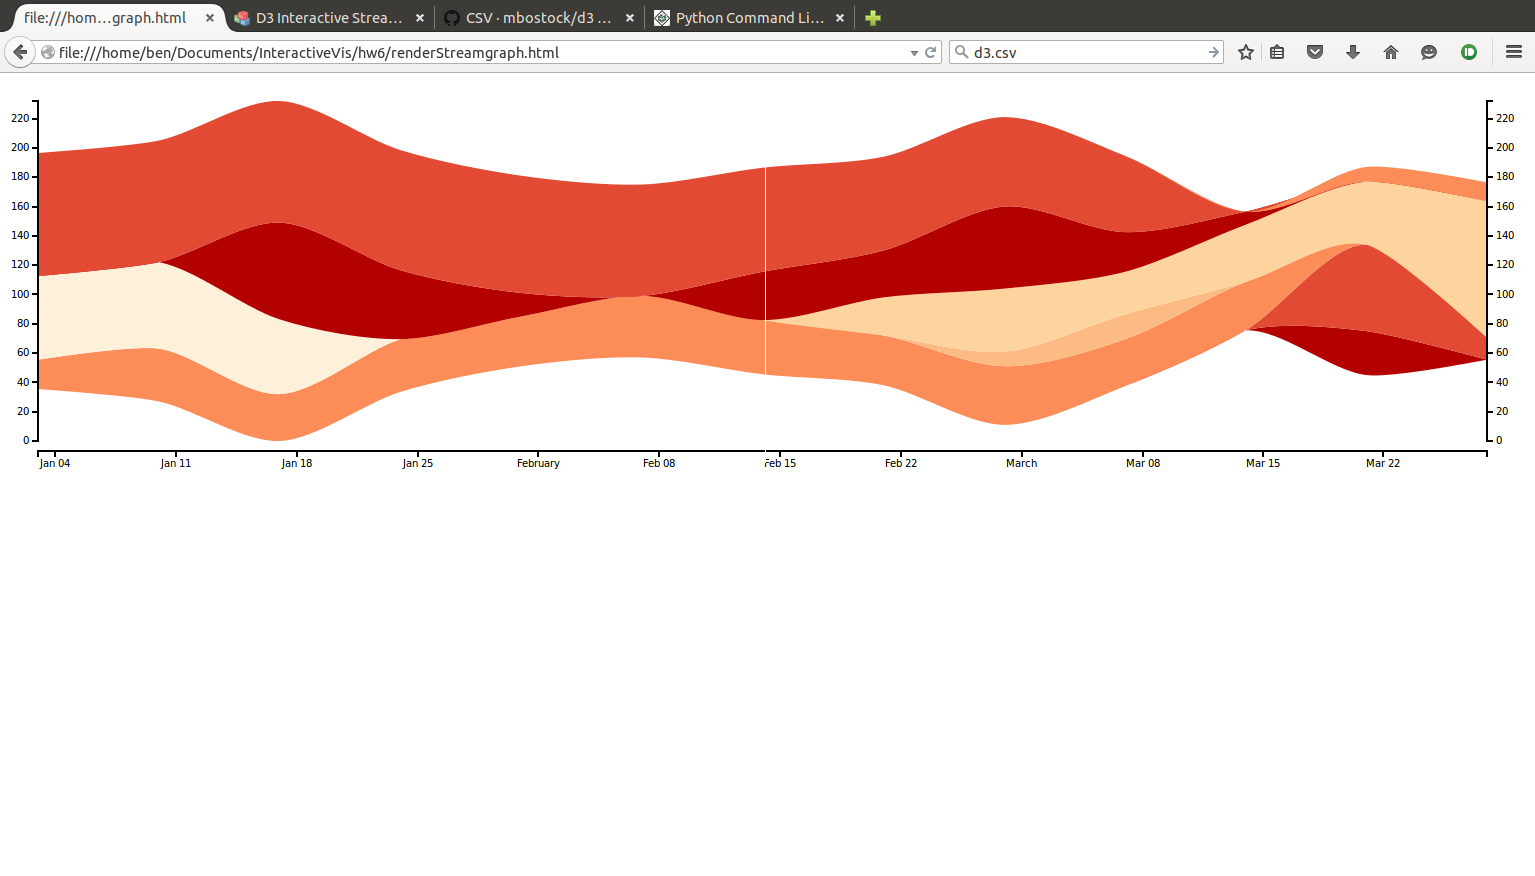 file:///hom...graph.html
D3 Interactive Strea...
CSV · mbostock/d3 ...
Python Command Li...
file:///home/ben/Documents/InteractiveVis/hw6/renderStreamgraph.html
d3.csv
220 220
200 200
180 180
160 160
140 140
120 120
100 100
80 80
60 60
40 40
20 20
0 0
Jan 04 Jan 11 Jan 18 Jan 25 February Feb 08 Feb 15 Feb 22 March Mar 08 Mar 15 Mar 22